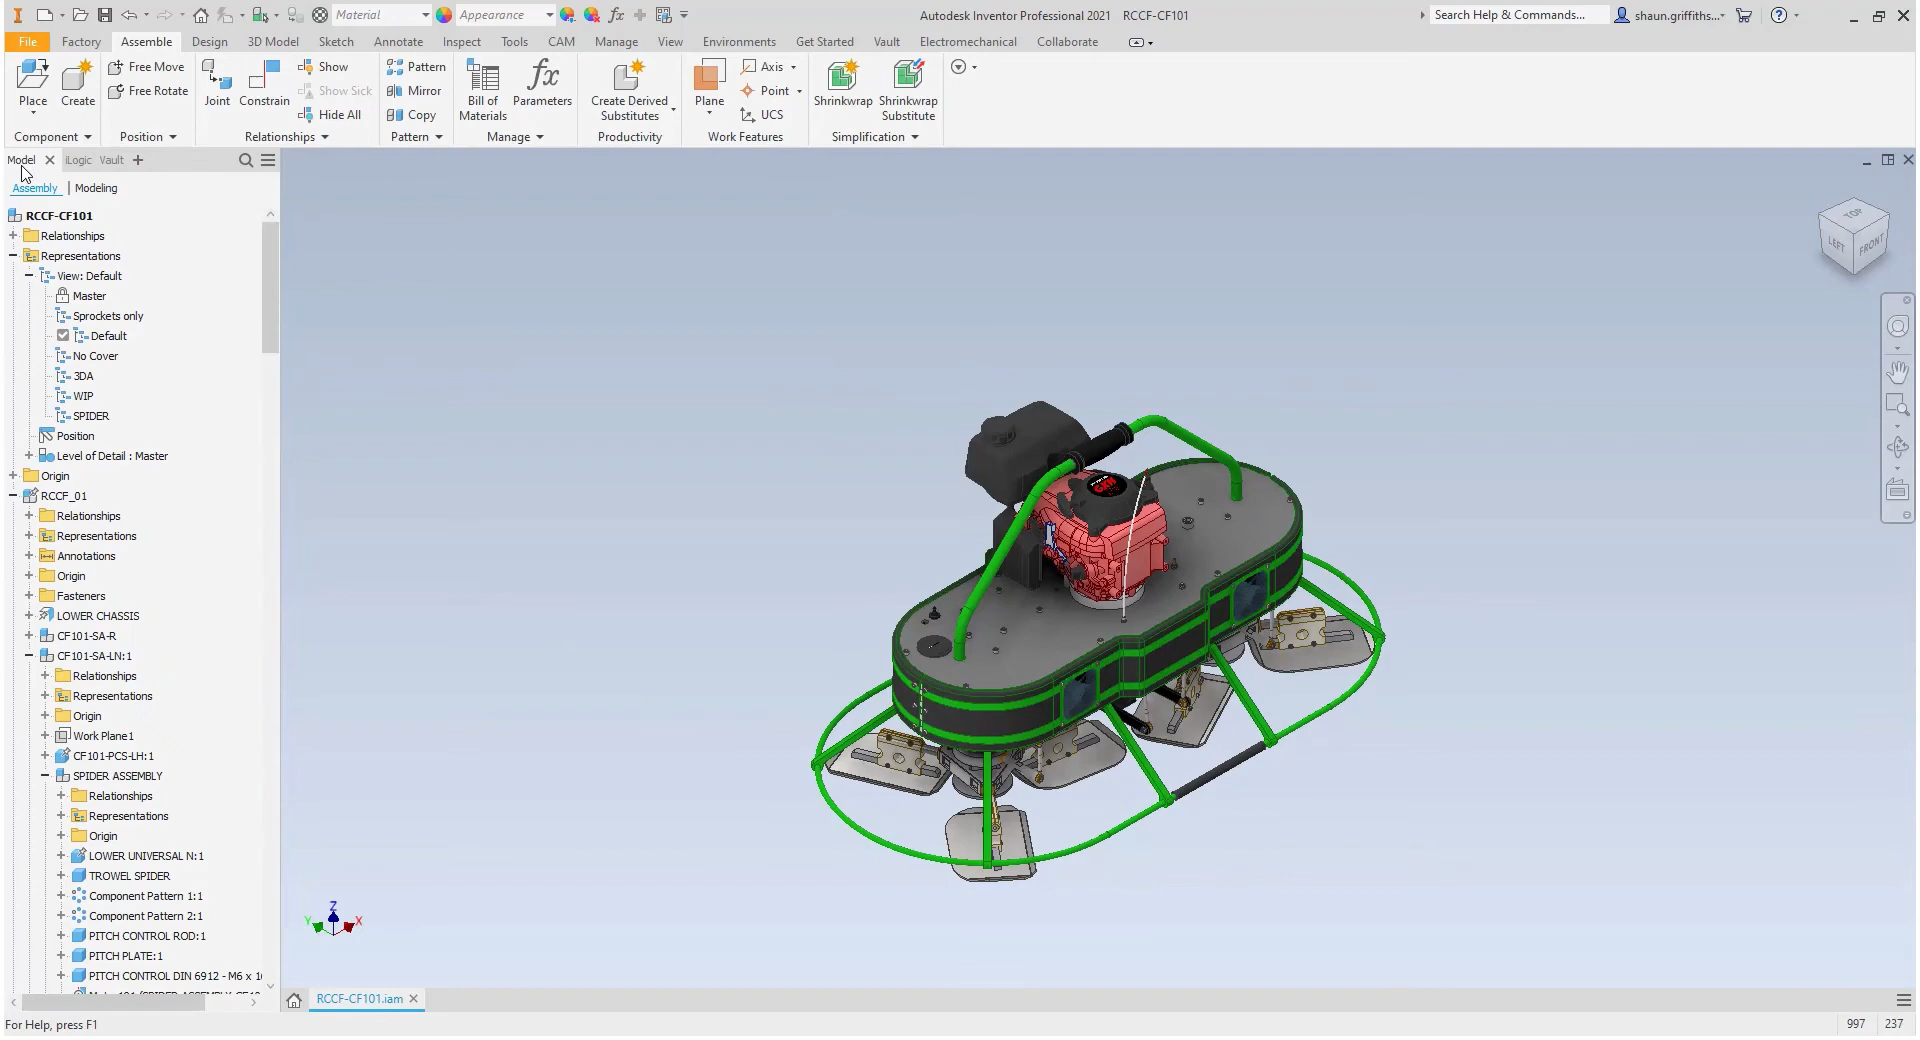 Material
Appearance
Autodesk Inventor Professional 2021 RCCF-CF101
Search Help & Commands...
shaun.griffiths...
File Factory Assemble Design 3D Model Sketch Annotate Inspect Tools CAM Manage View Environments Get Started Vault Electromechanical Collaborate
Place
Create
Component
Free Move
Free Rotate
Position
Joint
Constrain
Show
Show Sick
Hide All
Relationships
Pattern
Mirror
Copy
Pattern
Bill of
Materials
Parameters
Manage
Create Derived
Substitutes
Productivity
Plane
Axis
Point
UCS
Work Features
Shrinkwrap
Shrinkwrap
Substitute
Simplification
Model iLogic Vault
Assembly Modeling
RCCF-CF101
Relationships
Representations
View: Default
Master
Sprockets only
Default
No Cover
3DA
WIP
SPIDER
Position
Level of Detail : Master
Origin
RCCF_01
Relationships
Representations
Annotations
Origin
Fasteners
LOWER CHASSIS
CF101-SA-R
CF101-SA-LN:1
Relationships
Representations
Origin
Work Plane1
CF101-PCS-LH:1
SPIDER ASSEMBLY
Relationships
Representations
Origin
LOWER UNIVERSAL N:1
TROWEL SPIDER
Component Pattern 1:1
Component Pattern 2:1
PITCH CONTROL ROD:1
PITCH PLATE:1
PITCH CONTROL DIN 6912 - M6 x 1
TOP
LEFT
FRONT
Z
Y
X
RCCF-CF101.iam
For Help, press F1
997 237